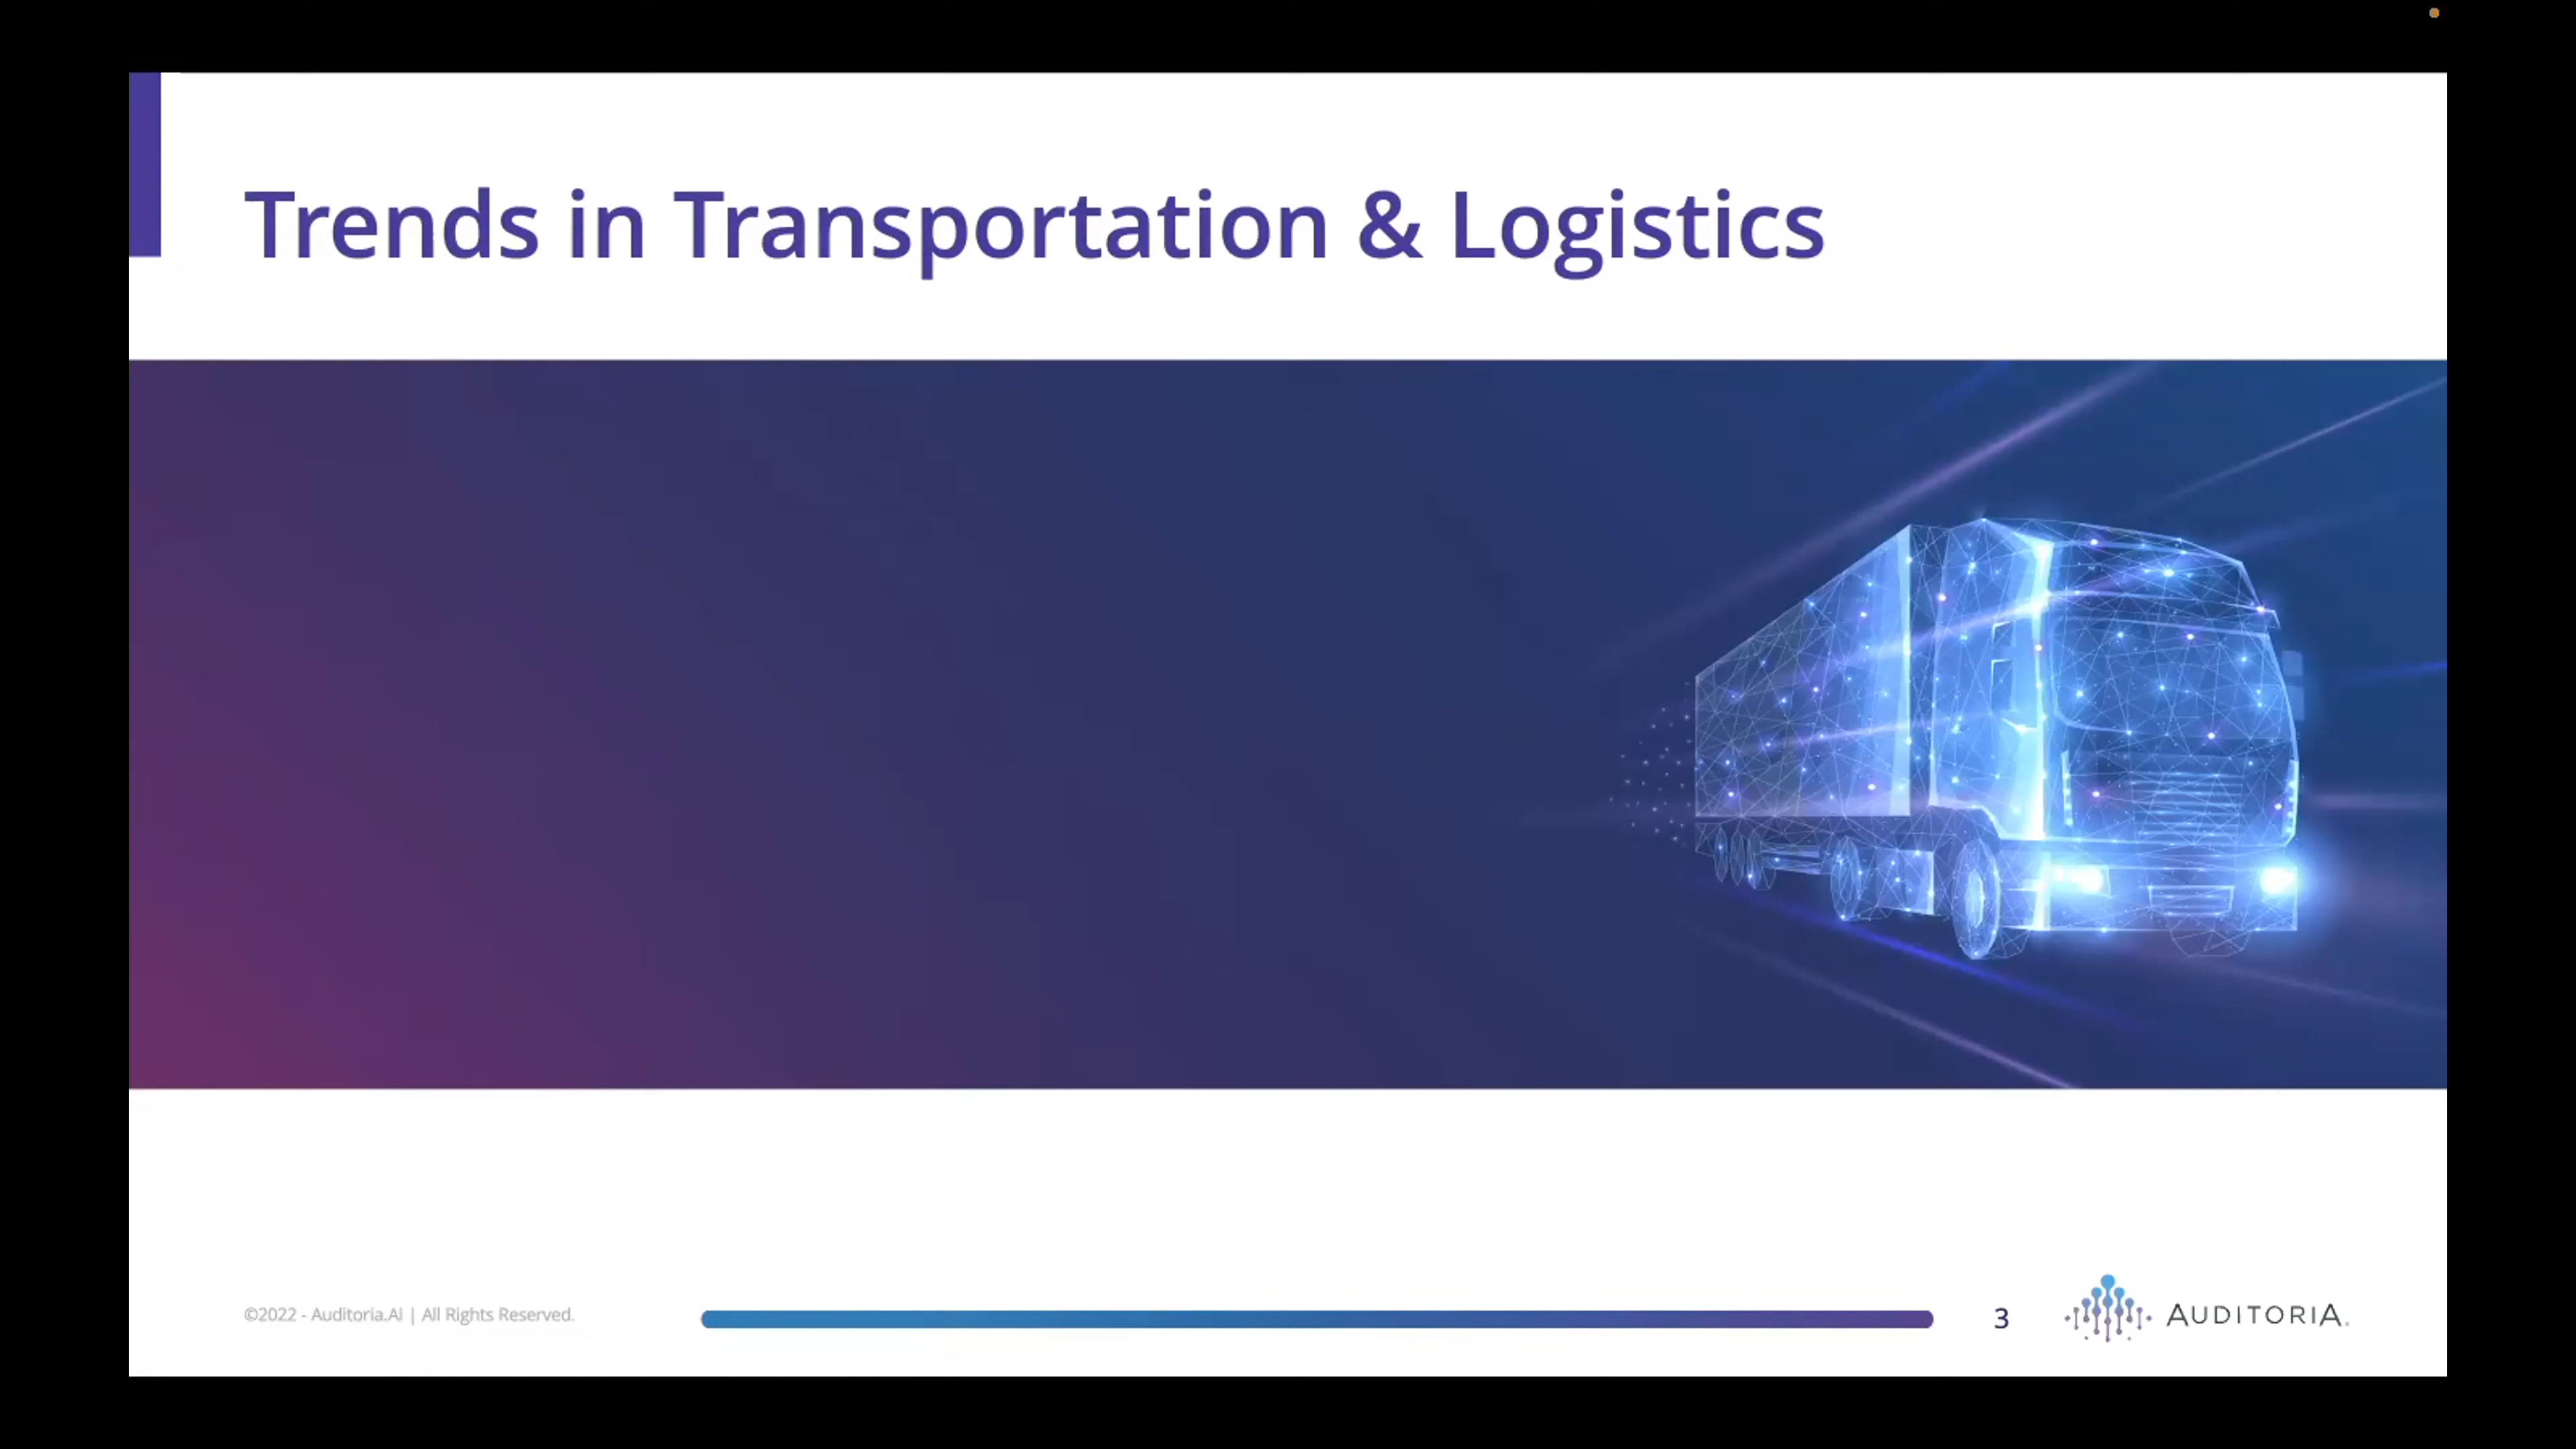 Trends in Transportation & Logistics
©2022 - Auditoria.AI | All Rights Reserved.
3
AUDITORIA.